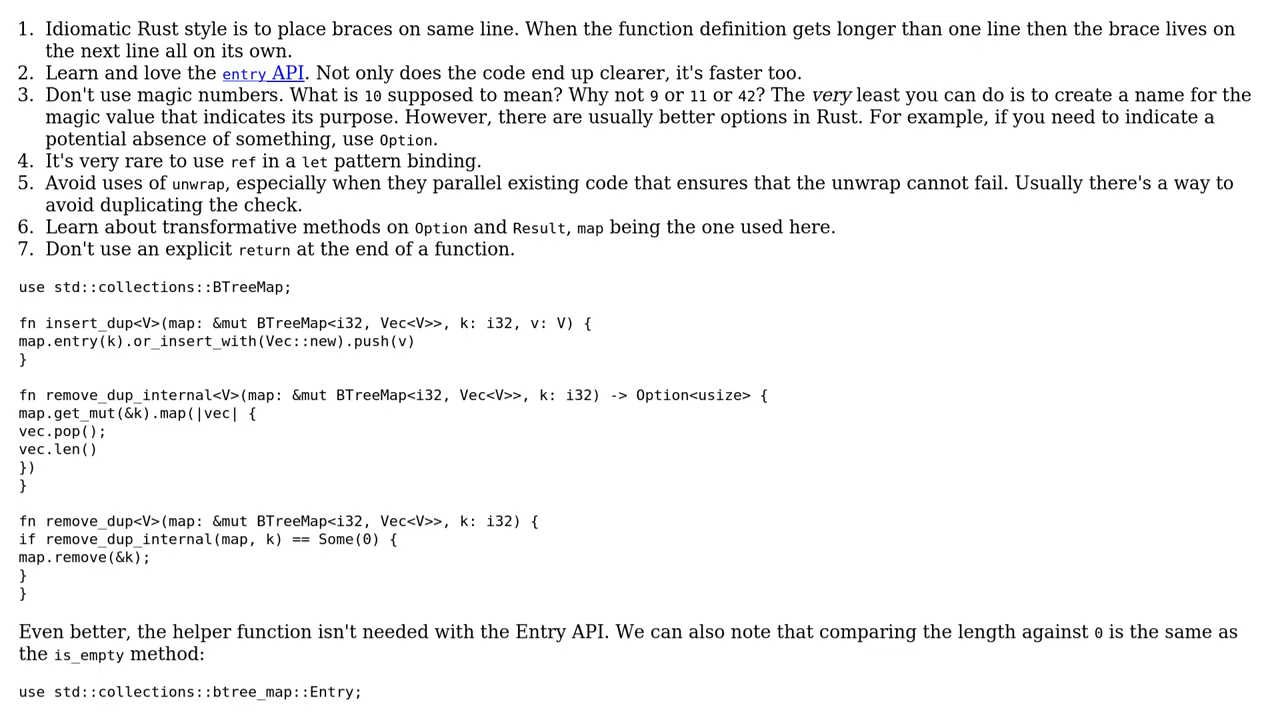 1. Idiomatic Rust style is to place braces on same line. When the function definition gets longer than one line then the brace lives on
the next line all on its own.
2. Learn and love the entry API. Not only does the code end up clearer, it's faster too.
3. Don't use magic numbers. What is 10 supposed to mean? Why not 9 or 11 or 42? The very least you can do is to create a name for the
magic value that indicates its purpose. However, there are usually better options in Rust. For example, if you need to indicate a
potential absence of something, use Option.
4. It's very rare to use ref in a let pattern binding.
5. Avoid uses of unwrap, especially when they parallel existing code that ensures that the unwrap cannot fail. Usually there's a way to
avoid duplicating the check.
6. Learn about transformative methods on Option and Result, map being the one used here.
7. Don't use an explicit return at the end of a function.
use std::collections::BTreeMap;
fn insert_dup<V>(map: &mut BTreeMap<i32, Vec<V>>, k: i32, v: V) {
map.entry(k).or_insert_with(Vec::new).push(v)
}
fn remove_dup_internal<V>(map: &mut BTreeMap<i32, Vec<V>>, k: i32) -> Option<usize> {
map.get_mut(&k).map(|vec| {
vec.pop();
vec.len()
})
}
fn remove_dup<V>(map: &mut BTreeMap<i32, Vec<V>>, k: i32) {
if remove_dup_internal(map, k) == Some(0) {
map.remove(&k);
}
}
Even better, the helper function isn't needed with the Entry API. We can also note that comparing the length against 0 is the same as
the is_empty method:
use std::collections::btree_map::Entry;